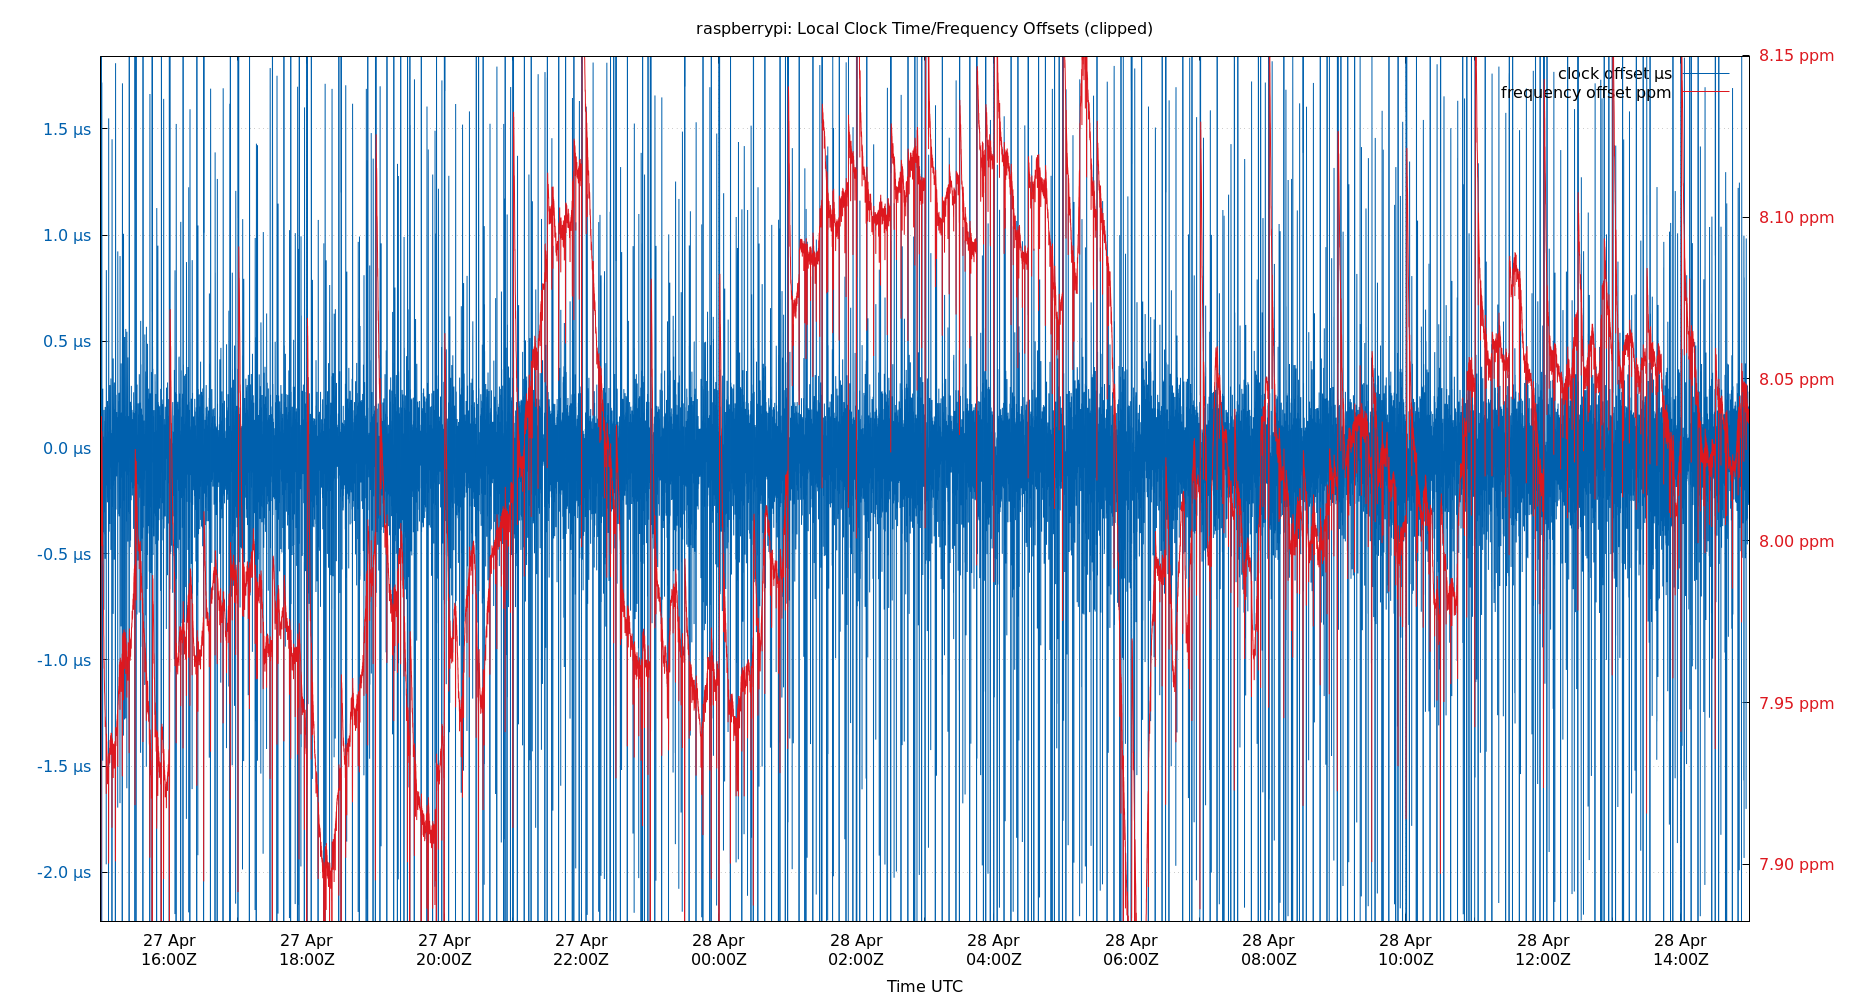 raspberrypi: Local Clock Time/Frequency Offsets (clipped)
8.15 ppm
clock offset µs
frequency offset ppm
1.5 µs
8.10 ppm
1.0 µs
0.5 µs
8.05 ppm
0.0 µs
8.00 ppm
-0.5 µs
-1.0 µs
7.95 ppm
-1.5 µs
7.90 ppm
-2.0 µs
27 Apr 27 Apr 27 Apr 27 Apr 28 Apr 28 Apr 28 Apr 28 Apr 28 Apr 28 Apr 28 Apr 28 Apr
16:00Z 18:00Z 20:00Z 22:00Z 00:00Z 02:00Z 04:00Z 06:00Z 08:00Z 10:00Z 12:00Z 14:00Z
Time UTC